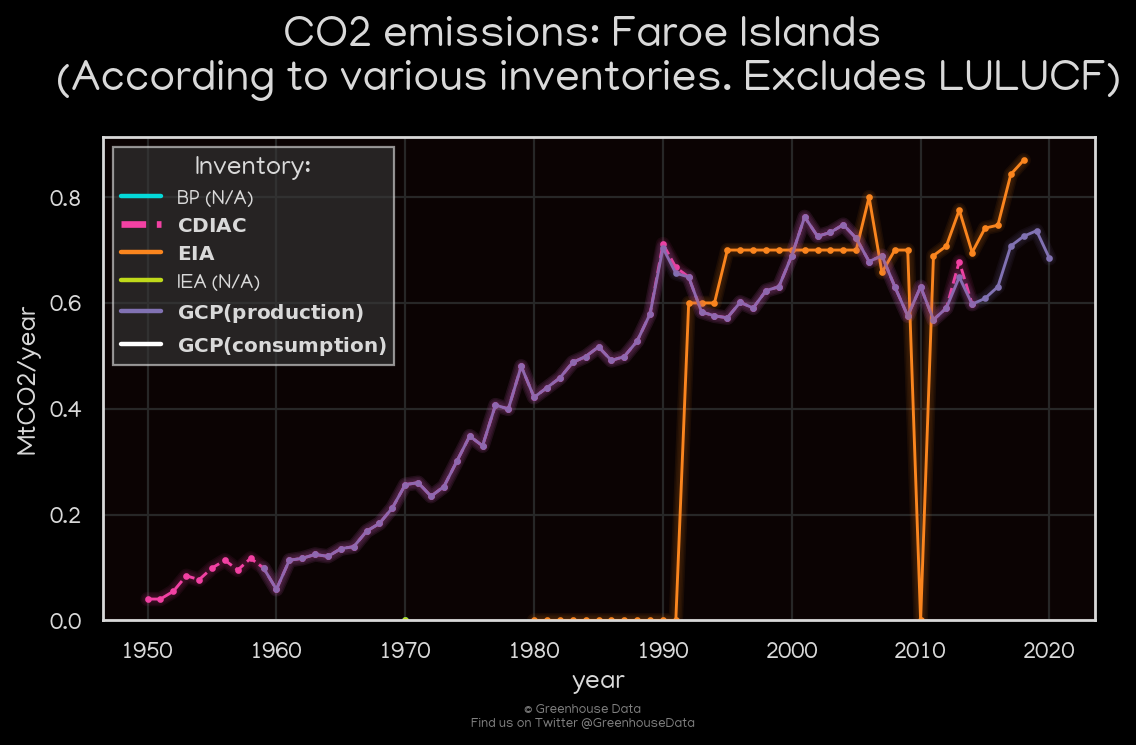 CO2 emissions: Faroe Islands
(According to various inventories. Excludes LULUCF)
Inventory:
BP (N/A)
CDIAC
EIA
IEA (N/A)
GCP(production)
GCP(consumption)
MtCO2/year
0.8
0.6
0.4
0.2
0.0
1950 1960 1970 1980 1990 2000 2010 2020
year
© Greenhouse Data
Find us on Twitter @GreenhouseData